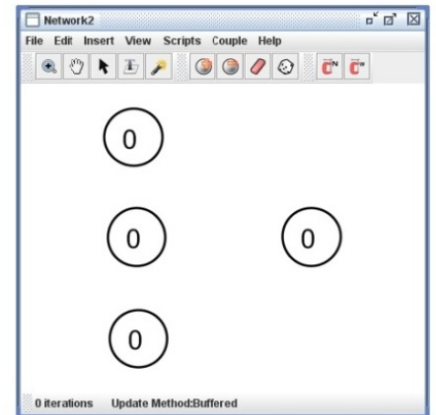 Network2
File Edit Insert View Scripts Couple Help
0
0 0
0
0 iterations Update Method:Buffered